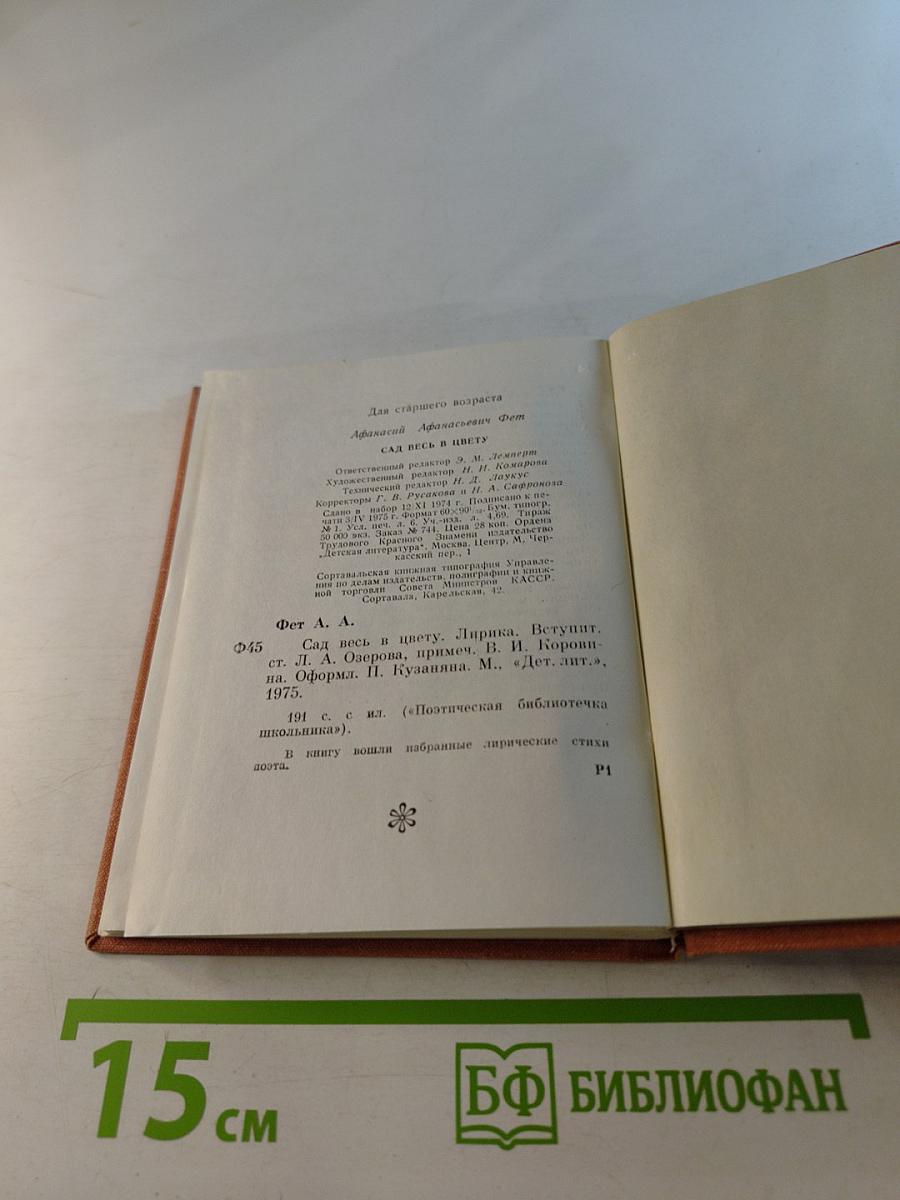 Для старшего возраста
Афанасий Афанасьевич Фет
САД ВЕСЬ В ЦВЕТУ
Ответственный редактор Э. М. Лемперт
Художественный редактор Н. И. Комарова
Технический редактор Н. Д. Лаукус
Корректоры Г. В. Русакова и Н. А. Сафронова
Сдано в набор 12/XI 1974 г. Подписано к пе-
чати 3/IV 1975 г. Формат 60×90¹/₃₂. Бум. типогр.
№ 1. Усл. печ. л. 6. Уч.-изд. л. 4,69. Тираж
50 000 экз. Заказ № 744. Цена 28 коп. Ордена
Трудового Красного Знамени издательство
„Детская литература". Москва. Центр, М. Чер-
касский пер., 1
Сортавальская книжная типография Управле-
ния по делам издательств, полиграфии и книж-
ной торговли Совета Министров КАССР.
Сортавала, Карельская, 42.
Фет А. А.
Ф45 Сад весь в цвету. Лирика. Вступит.
ст. Л. А. Озерова, примеч. В. И. Корови-
на. Оформл. П. Кузаняна. М., «Дет. лит.»,
1975.
191 с. с ил. («Поэтическая библиотечка
школьника»).
В книгу вошли избранные лирические стихи
поэта.
Р1
15 см
БФ БИБЛИОФАН